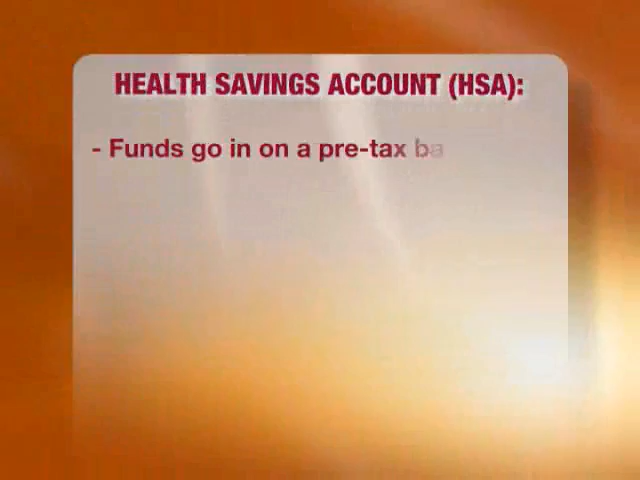 HEALTH SAVINGS ACCOUNT (HSA):
- Funds go in on a pre-tax ba